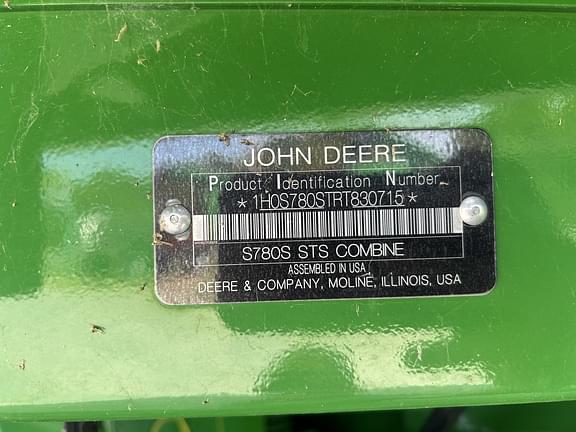 JOHN DEERE
Product Identification Number
*1H0S780STRT830715*
S780S STS COMBINE
ASSEMBLED IN USA
DEERE & COMPANY, MOLINE, ILLINOIS, USA